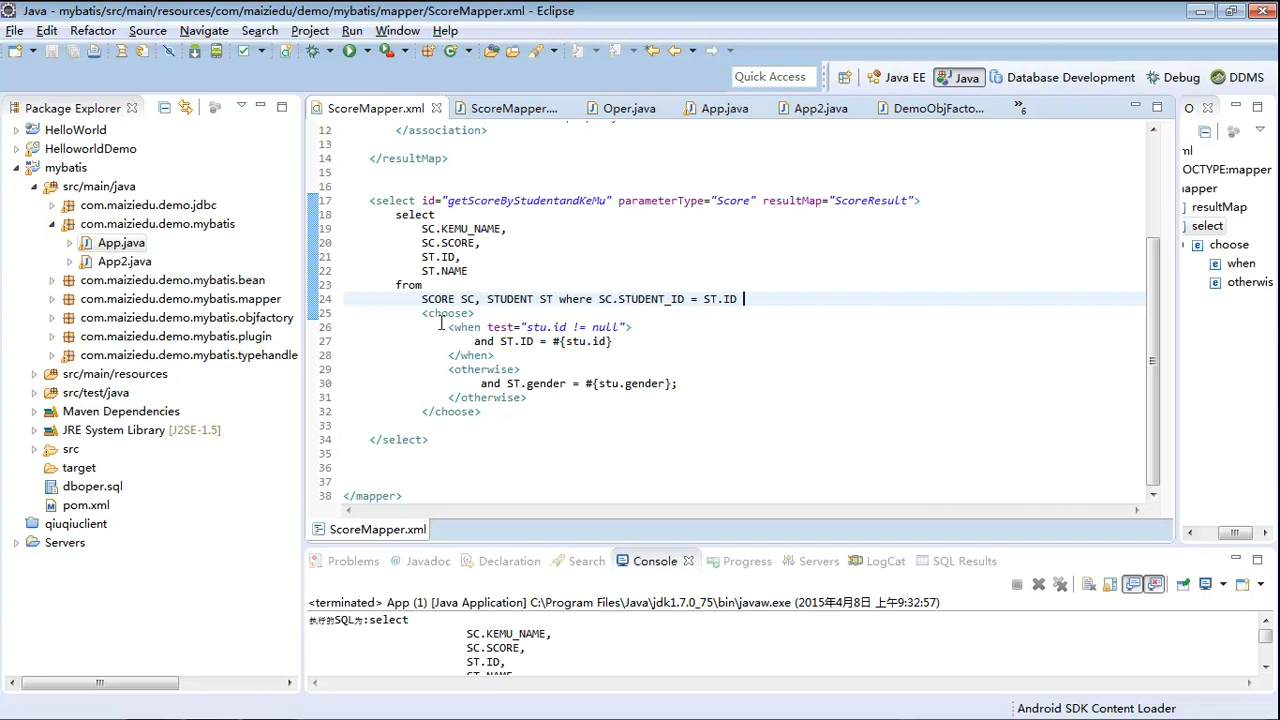 Java - mybatis/src/main/resources/com/maiziedu/demo/mybatis/mapper/ScoreMapper.xml - Eclipse
File Edit Refactor Source Navigate Search Project Run Window Help
Quick Access Java EE Java Database Development Debug DDMS
Package Explorer
HelloWorld
HelloworldDemo
mybatis
src/main/java
com.maiziedu.demo.jdbc
com.maiziedu.demo.mybatis
App.java
App2.java
com.maiziedu.demo.mybatis.bean
com.maiziedu.demo.mybatis.mapper
com.maiziedu.demo.mybatis.objfactory
com.maiziedu.demo.mybatis.plugin
com.maiziedu.demo.mybatis.typehandle
src/main/resources
src/test/java
Maven Dependencies
JRE System Library [J2SE-1.5]
src
target
dboper.sql
pom.xml
qiuqiuclient
Servers
ScoreMapper.xml ScoreMapper.... Oper.java App.java App2.java DemoObjFacto... »6
12 </association>
13
14 </resultMap>
15
16
17 <select id="getScoreByStudentandKeMu" parameterType="Score" resultMap="ScoreResult">
18 select
19 SC.KEMU_NAME,
20 SC.SCORE,
21 ST.ID,
22 ST.NAME
23 from
24 SCORE SC, STUDENT ST where SC.STUDENT_ID = ST.ID
25 <choose>
26 <when test="stu.id != null">
27 and ST.ID = #{stu.id}
28 </when>
29 <otherwise>
30 and ST.gender = #{stu.gender};
31 </otherwise>
32 </choose>
33
34 </select>
35
36
37
38 </mapper>
ScoreMapper.xml
O
ml
OCTYPE:mapper
apper
resultMap
select
choose
when
otherwis
Problems @ Javadoc Declaration Search Console Progress Servers LogCat SQL Results
<terminated> App (1) [Java Application] C:\Program Files\Java\jdk1.7.0_75\bin\javaw.exe (2015年4月8日 上午9:32:57)
执行的SQL为:select
SC.KEMU_NAME,
SC.SCORE,
ST.ID,
ST.NAME
Android SDK Content Loader